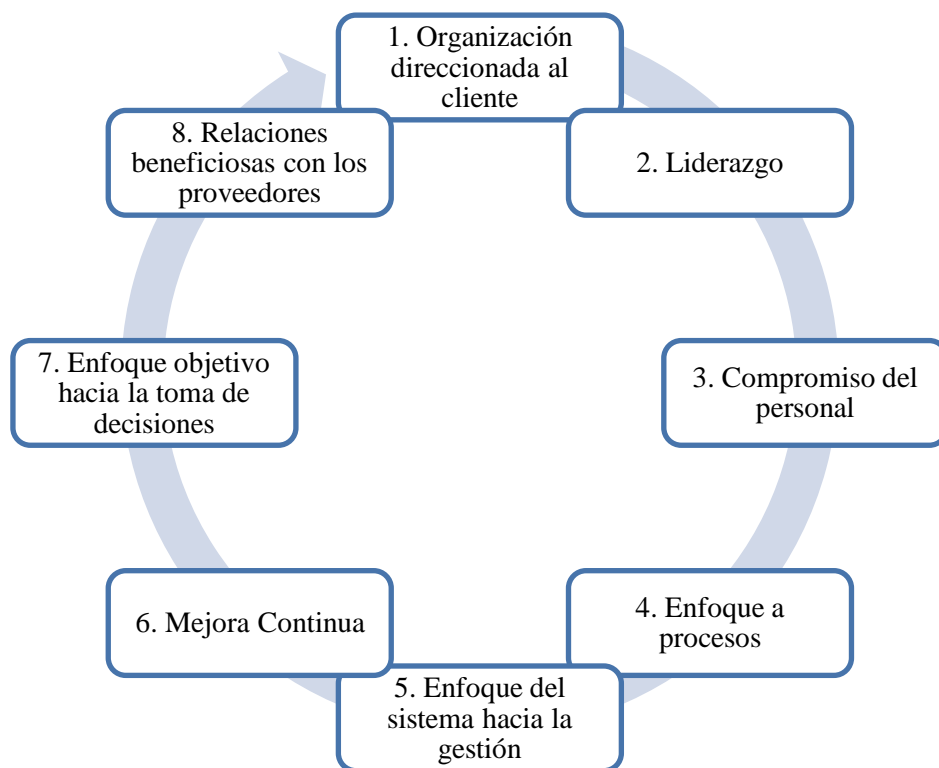 1. Organización
direccionada al
cliente
2. Liderazgo
3. Compromiso del
personal
4. Enfoque a
procesos
5. Enfoque del
sistema hacia la
gestión
6. Mejora Continua
7. Enfoque objetivo
hacia la toma de
decisiones
8. Relaciones
beneficiosas con los
proveedores